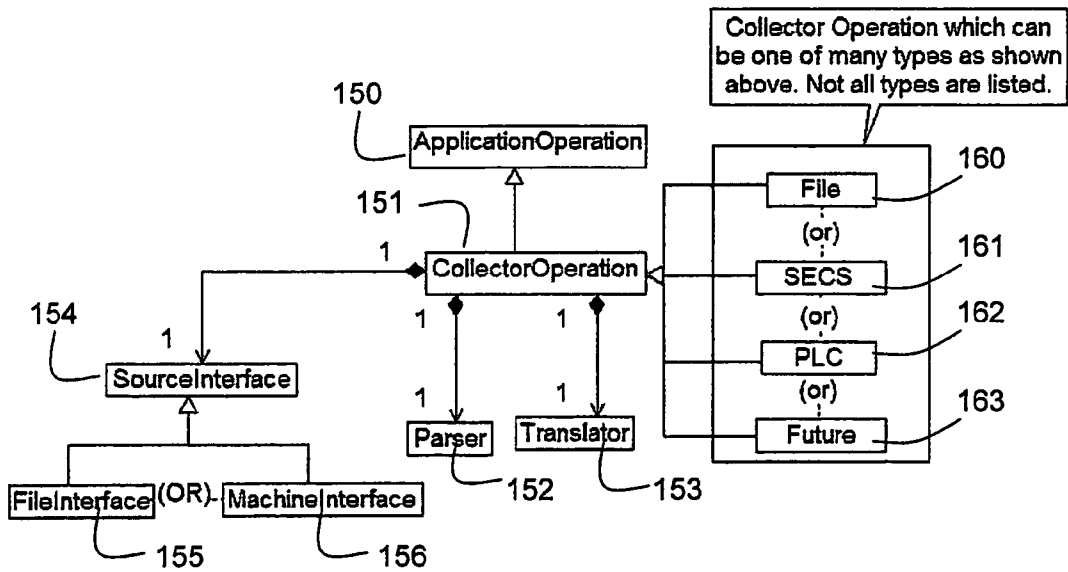 Collector Operation which can
be one of many types as shown
above. Not all types are listed.
150
ApplicationOperation
160
File
(or)
151
1
CollectorOperation
161
SECS
(or)
154
1
1
1
162
PLC
(or)
SourceInterface
1
1
163
Parser
Translator
Future
152
153
FileInterface
(OR)
MachineInterface
155
156